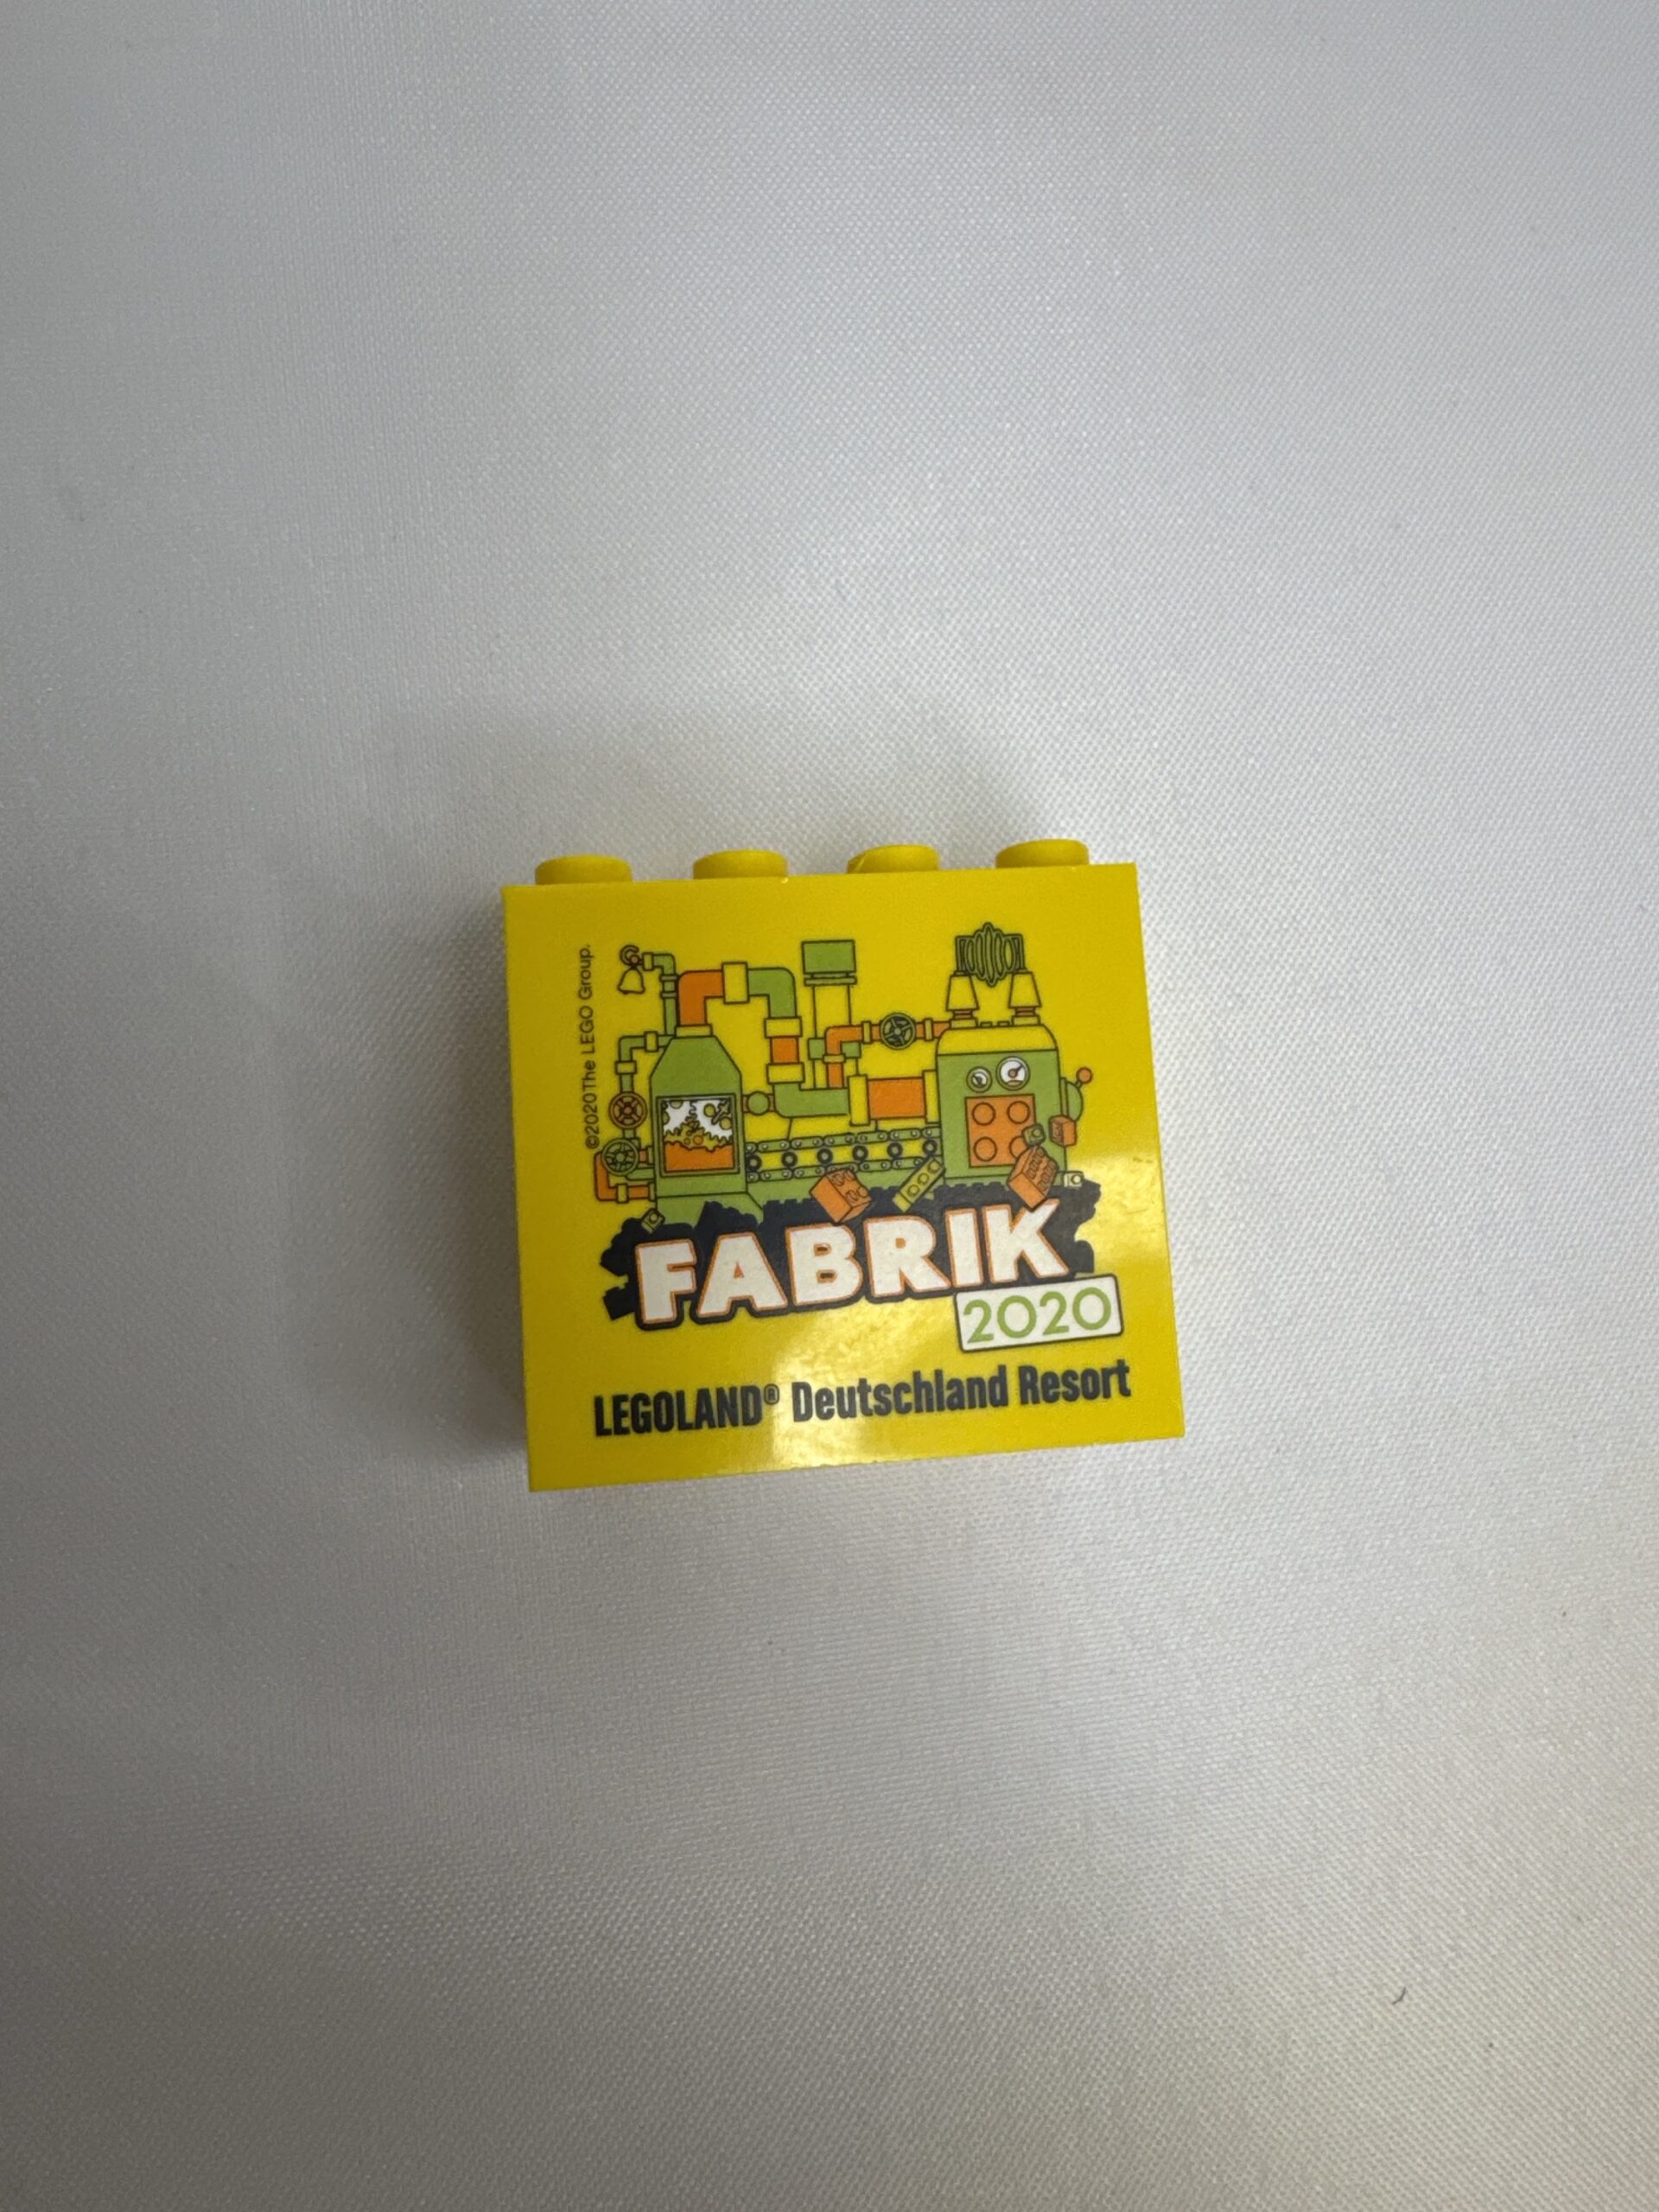 ©2020 The LEGO Group.
FABRIK
2020
LEGOLAND® Deutschland Resort